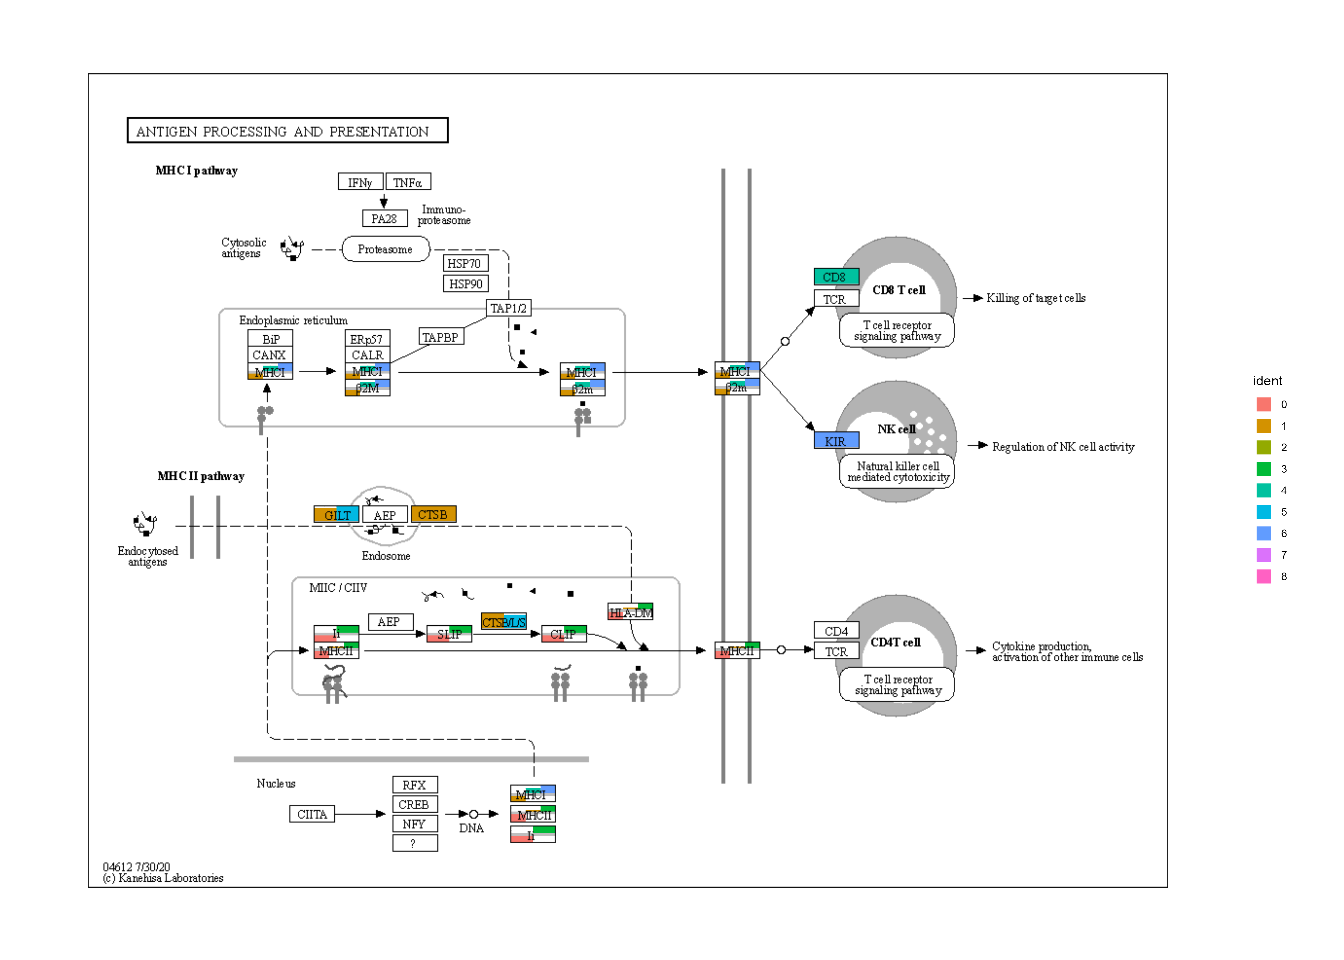 ANTIGEN PROCESSING AND PRESENTATION
MHC I pathway
IFNγ
TNFα
PA28
Immuno-
proteasome
Cytosolic
antigens
Proteasome
HSP70
HSP90
TAP1/2
Endoplasmic reticulum
BiP
CANX
MHCI
ERp57
CALR
MHCI
β2M
TAPBP
MHCI
β2m
MHCI
β2m
CD8
TCR
CD8 T cell
T cell receptor
signaling pathway
Killing of target cells
KIR
NK cell
Natural killer cell
mediated cytotoxicity
Regulation of NK cell activity
MHC II pathway
Endocytosed
antigens
GILT
AEP
CTSB
Endosome
MIIC / CIIV
Ii
MHCII
AEP
SLIP
CTSB/L/S
CLIP
HLA-DM
MHCII
CD4
TCR
CD4T cell
T cell receptor
signaling pathway
Cytokine production,
activation of other immune cells
Nucleus
CIITA
RFX
CREB
NFY
?
DNA
MHCI
MHCII
Ii
04612 7/30/20
(c) Kanehisa Laboratories
ident
0
1
2
3
4
5
6
7
8